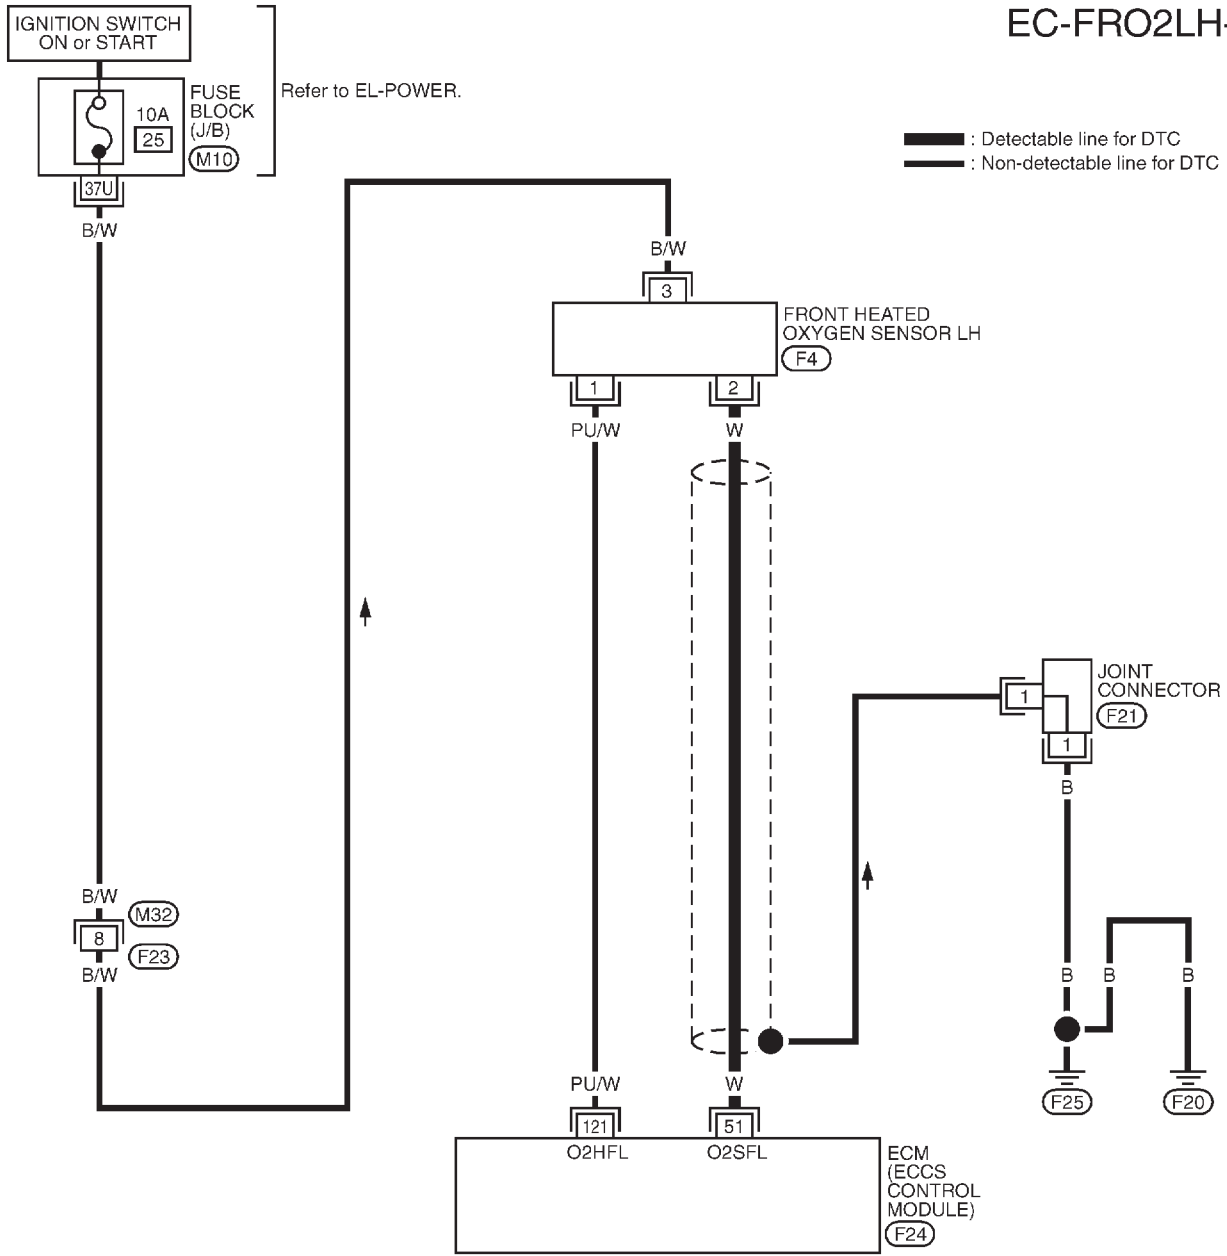 EC-FRO2LH-
IGNITION SWITCH
ON or START
FUSE
BLOCK
(J/B)
M10
10A
25
Refer to EL-POWER.
: Detectable line for DTC
: Non-detectable line for DTC
37U
B/W
B/W
3
FRONT HEATED
OXYGEN SENSOR LH
F4
1
2
PU/W
W
JOINT
CONNECTOR
F21
1
1
B
B/W
M32
8
F23
B/W
B
B
B
F25
F20
PU/W
W
121
51
O2HFL
O2SFL
ECM
(ECCS
CONTROL
MODULE)
F24